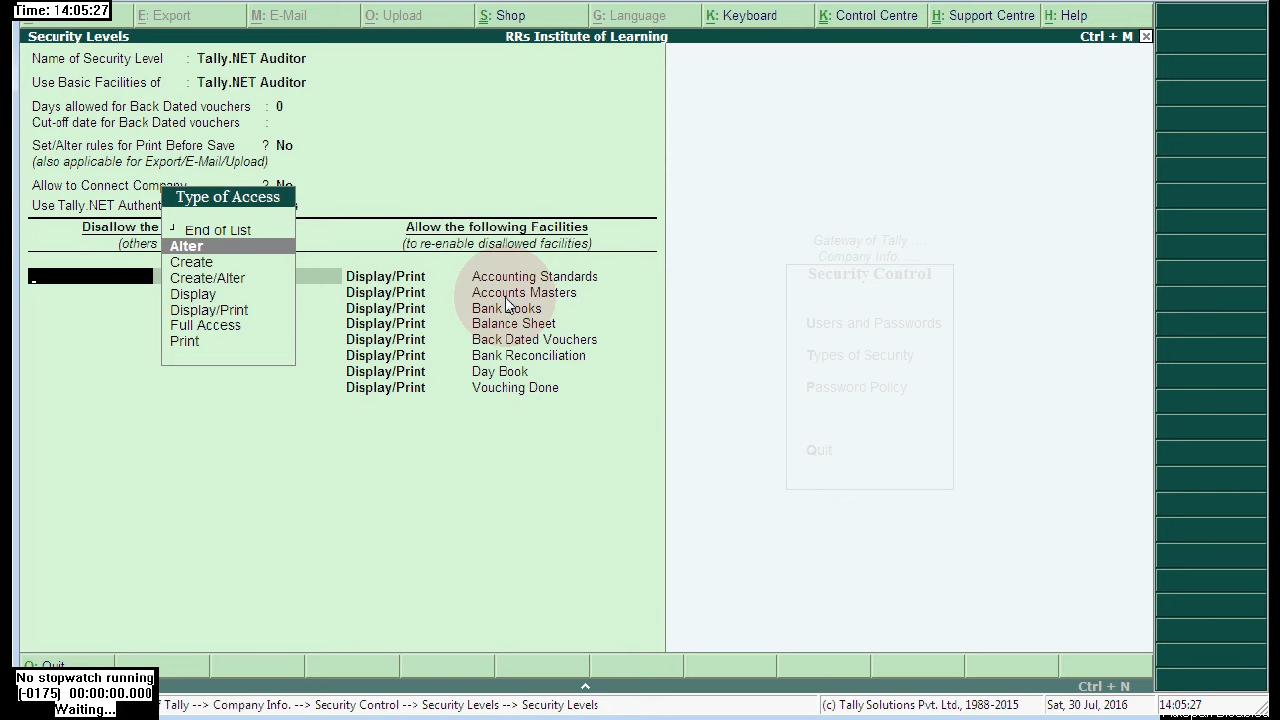 Time: 14:05:27
E: Export
M: E-Mail
O: Upload
S: Shop
G: Language
K: Keyboard
K: Control Centre
H: Support Centre
H: Help
Security Levels
RRs Institute of Learning
Ctrl + M
Name of Security Level : Tally.NET Auditor
Use Basic Facilities of : Tally.NET Auditor
Days allowed for Back Dated vouchers : 0
Cut-off date for Back Dated vouchers :
Set/Alter rules for Print Before Save ? No
(also applicable for Export/E-Mail/Upload)
Allow to Connect Company ? No
Use Tally.NET Authent
Type of Access
Disallow the
(others
Allow the following Facilities
(to re-enable disallowed facilities)
End of List
Alter
Create
Create/Alter
Display
Display/Print
Full Access
Print
Display/Print Accounting Standards
Display/Print Accounts Masters
Display/Print Bank Books
Display/Print Balance Sheet
Display/Print Back Dated Vouchers
Display/Print Bank Reconciliation
Display/Print Day Book
Display/Print Vouching Done
Gateway of Tally .....
Company Info. ....
Security Control
Users and Passwords
Types of Security
Password Policy
Quit
Q: Quit
Ctrl + N
No stopwatch running
[-0175] 00:00:00.000
Waiting...
f Tally --> Company Info. --> Security Control --> Security Levels --> Security Levels
(c) Tally Solutions Pvt. Ltd., 1988-2015
Sat, 30 Jul, 2016
14:05:27